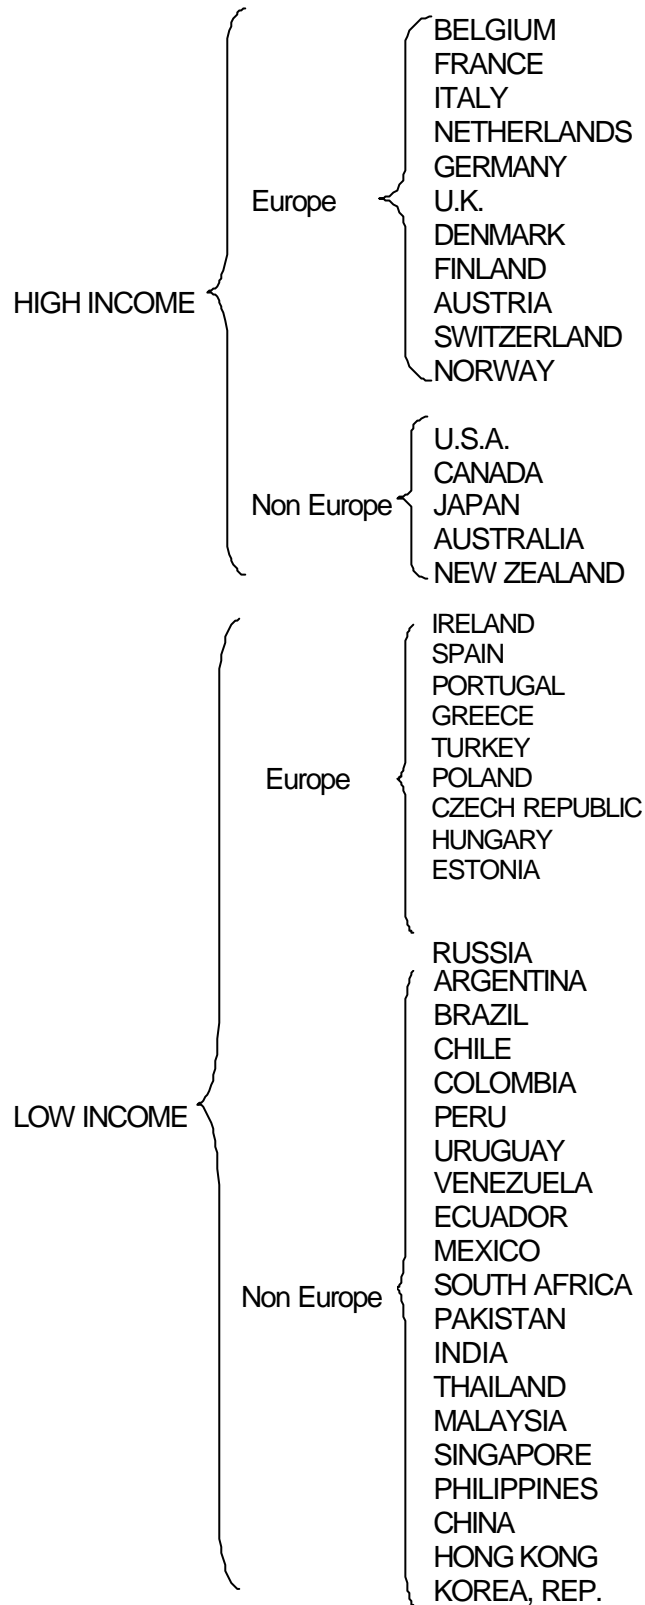 HIGH INCOME
Europe
BELGIUM
FRANCE
ITALY
NETHERLANDS
GERMANY
U.K.
DENMARK
FINLAND
AUSTRIA
SWITZERLAND
NORWAY
Non Europe
U.S.A.
CANADA
JAPAN
AUSTRALIA
NEW ZEALAND
LOW INCOME
Europe
IRELAND
SPAIN
PORTUGAL
GREECE
TURKEY
POLAND
CZECH REPUBLIC
HUNGARY
ESTONIA
RUSSIA
Non Europe
ARGENTINA
BRAZIL
CHILE
COLOMBIA
PERU
URUGUAY
VENEZUELA
ECUADOR
MEXICO
SOUTH AFRICA
PAKISTAN
INDIA
THAILAND
MALAYSIA
SINGAPORE
PHILIPPINES
CHINA
HONG KONG
KOREA, REP.